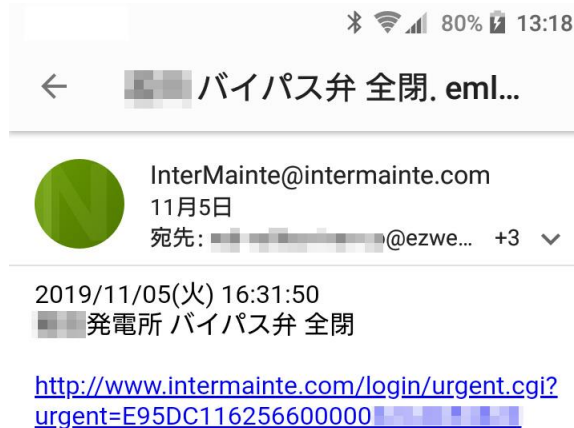 80% 13:18
バイパス弁 全閉. eml...
N
InterMainte@intermainte.com
11月5日
宛先: @ezwe... +3
2019/11/05(火) 16:31:50
発電所 バイパス弁 全閉
http://www.intermainte.com/login/urgent.cgi?
urgent=E95DC116256600000